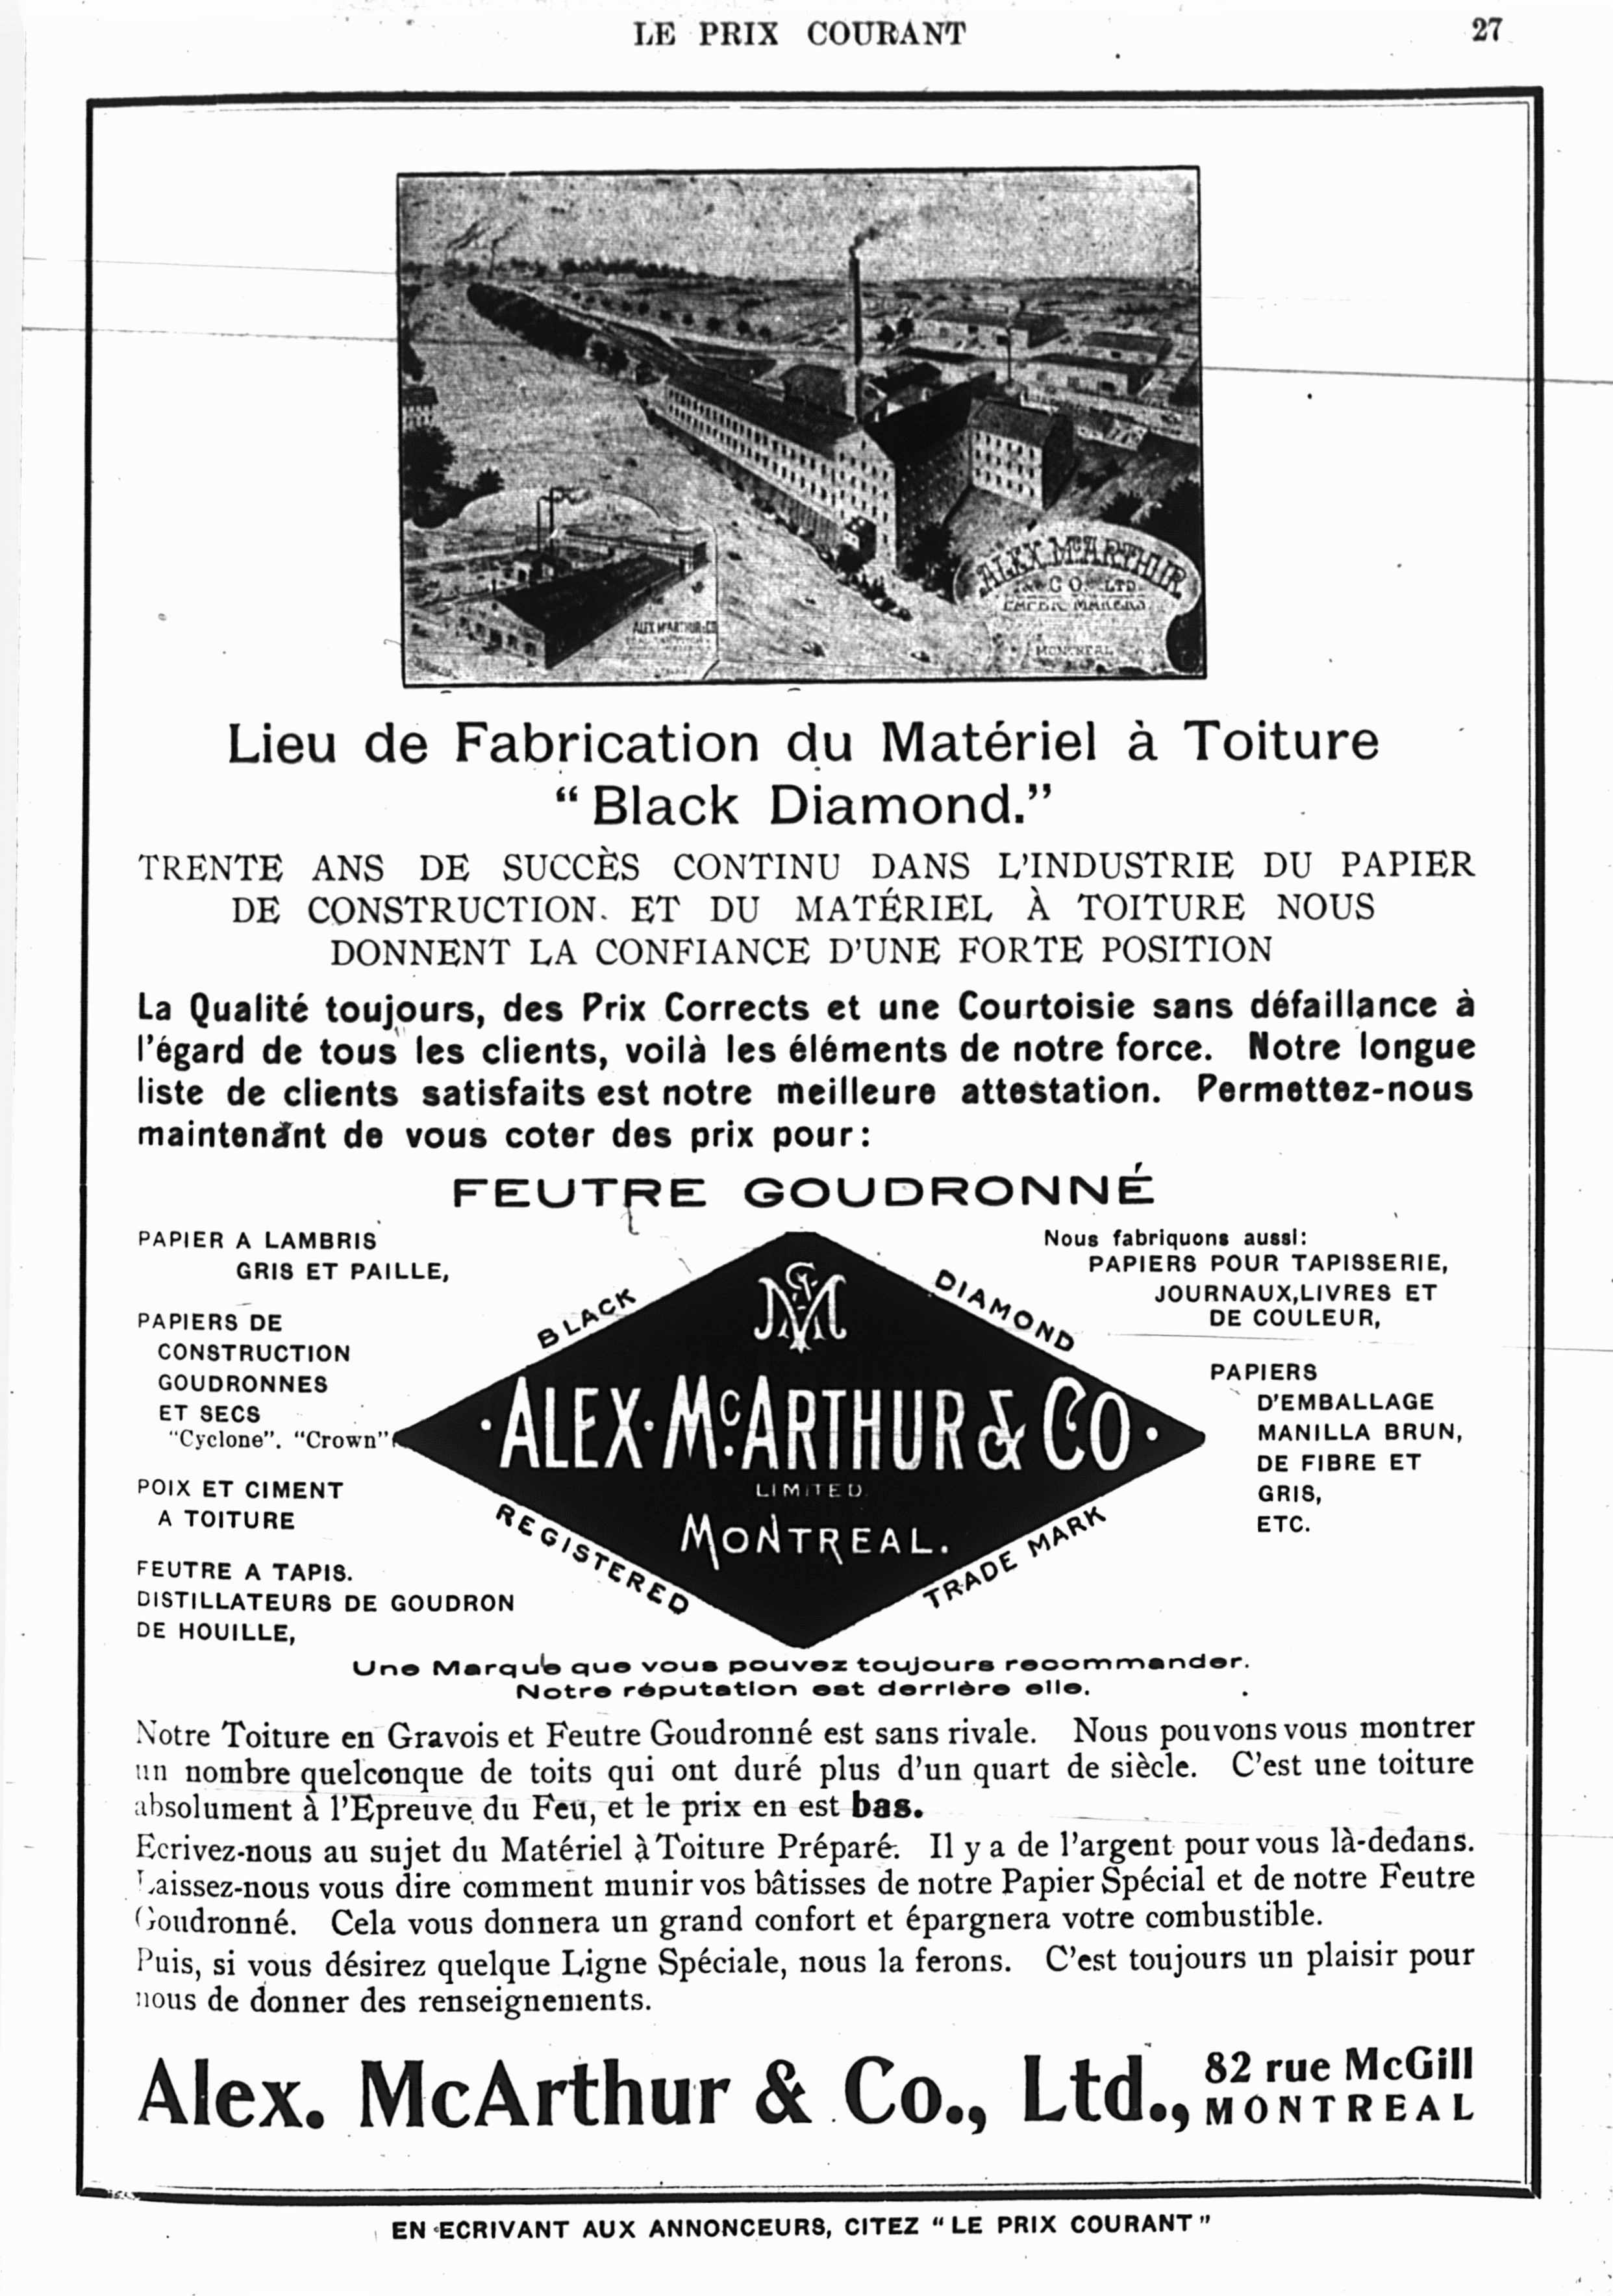 LE PRIX COURANT
27
ALEX. McARTHUR
& CO. LTD.
MONTREAL
ALEX McARTHUR & CO
Lieu de Fabrication du Matériel à Toiture
“Black Diamond.”
TRENTE ANS DE SUCCÈS CONTINU DANS L'INDUSTRIE DU PAPIER
DE CONSTRUCTION ET DU MATÉRIEL À TOITURE NOUS
DONNENT LA CONFIANCE D'UNE FORTE POSITION
La Qualité toujours, des Prix Corrects et une Courtoisie sans défaillance à
l'égard de tous les clients, voilà les éléments de notre force. Notre longue
liste de clients satisfaits est notre meilleure attestation. Permettez-nous
maintenant de vous coter des prix pour:
FEUTRE GOUDRONNÉ
PAPIER A LAMBRIS
GRIS ET PAILLE,
PAPIERS DE
CONSTRUCTION
GOUDRONNES
ET SECS
“Cyclone”. “Crown”
POIX ET CIMENT
A TOITURE
FEUTRE A TAPIS.
DISTILLATEURS DE GOUDRON
DE HOUILLE,
BLACK DIAMOND
·ALEX·McARTHUR & CO·
LIMITED.
MONTREAL.
REGISTERED TRADE MARK
Nous fabriquons aussi:
PAPIERS POUR TAPISSERIE,
JOURNAUX,LIVRES ET
DE COULEUR,
PAPIERS
D'EMBALLAGE
MANILLA BRUN,
DE FIBRE ET
GRIS,
ETC.
Une Marque que vous pouvez toujours recommander.
Notre réputation est derrière elle.
Notre Toiture en Gravois et Feutre Goudronné est sans rivale. Nous pouvons vous montrer
un nombre quelconque de toits qui ont duré plus d'un quart de siècle. C'est une toiture
absolument à l'Epreuve du Feu, et le prix en est bas.
Ecrivez-nous au sujet du Matériel à Toiture Préparé. Il y a de l'argent pour vous là-dedans.
Laissez-nous vous dire comment munir vos bâtisses de notre Papier Spécial et de notre Feutre
Goudronné. Cela vous donnera un grand confort et épargnera votre combustible.
Puis, si vous désirez quelque Ligne Spéciale, nous la ferons. C'est toujours un plaisir pour
nous de donner des renseignements.
Alex. McArthur & Co., Ltd., 82 rue McGill
MONTREAL
EN ECRIVANT AUX ANNONCEURS, CITEZ “LE PRIX COURANT”